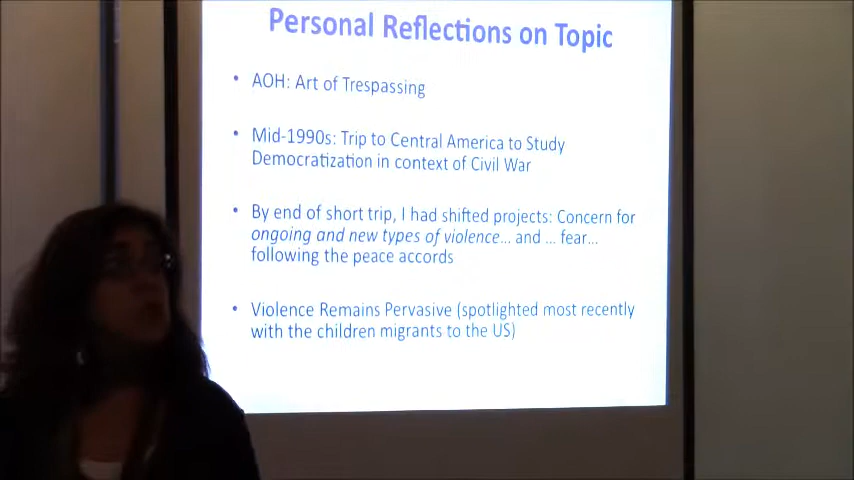 Personal Reflections on Topic
• AOH: Art of Trespassing
• Mid-1990s: Trip to Central America to Study
Democratization in context of Civil War
• By end of short trip, I had shifted projects: Concern for
ongoing and new types of violence... and ... fear...
following the peace accords
• Violence Remains Pervasive (spotlighted most recently
with the children migrants to the US)